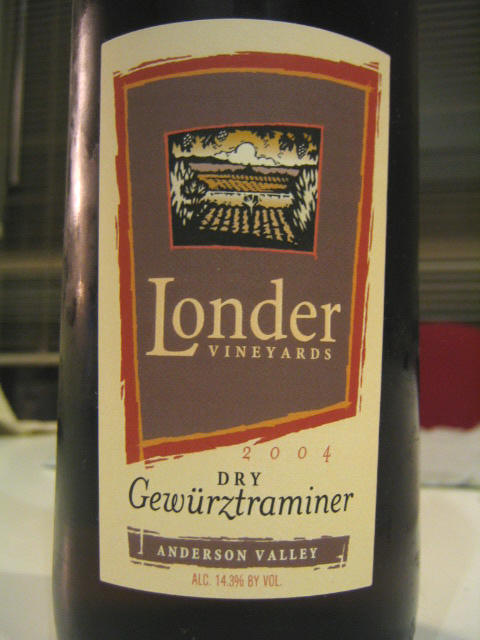 Londer
VINEYARDS
2004
DRY
Gewürztraminer
ANDERSON VALLEY
ALC. 14.3% BY VOL.